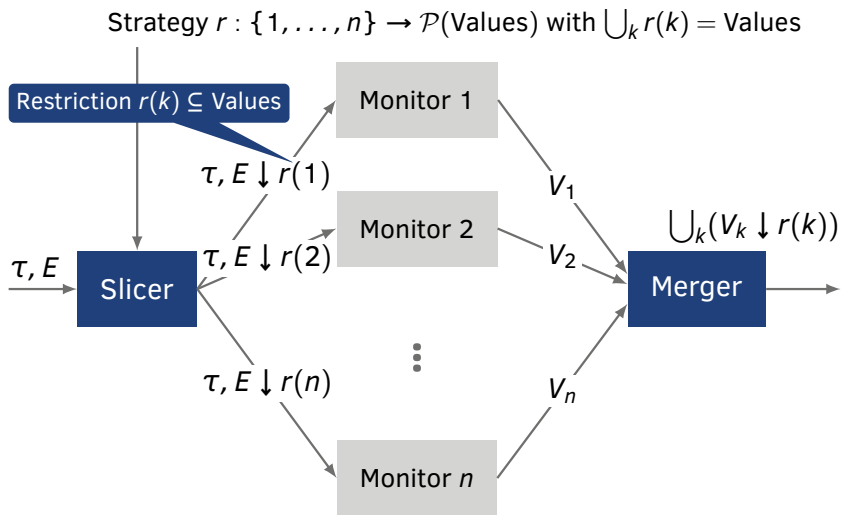 Strategy r : {1, . . . , n} → 𝒫(Values) with ⋃ₖ r(k) = Values
Restriction r(k) ⊆ Values
Monitor 1
τ, E ↓ r(1)
V₁
Monitor 2
τ, E ↓ r(2)
V₂
⋃ₖ(Vₖ ↓ r(k))
τ, E
Slicer
Merger
τ, E ↓ r(n)
Vₙ
Monitor n